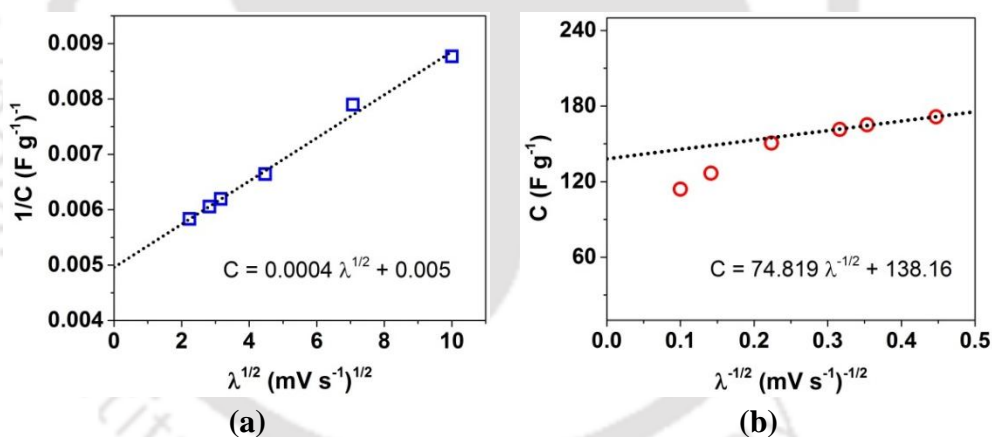 0.009
0.008
0.007
0.006
0.005
0.004
1/C (F g⁻¹)⁻¹
C = 0.0004 λ^1/2 + 0.005
0 2 4 6 8 10
λ^1/2 (mV s⁻¹)^1/2
(a)
240
180
120
60
C (F g⁻¹)
C = 74.819 λ^-1/2 + 138.16
0.0 0.1 0.2 0.3 0.4 0.5
λ^-1/2 (mV s⁻¹)^-1/2
(b)